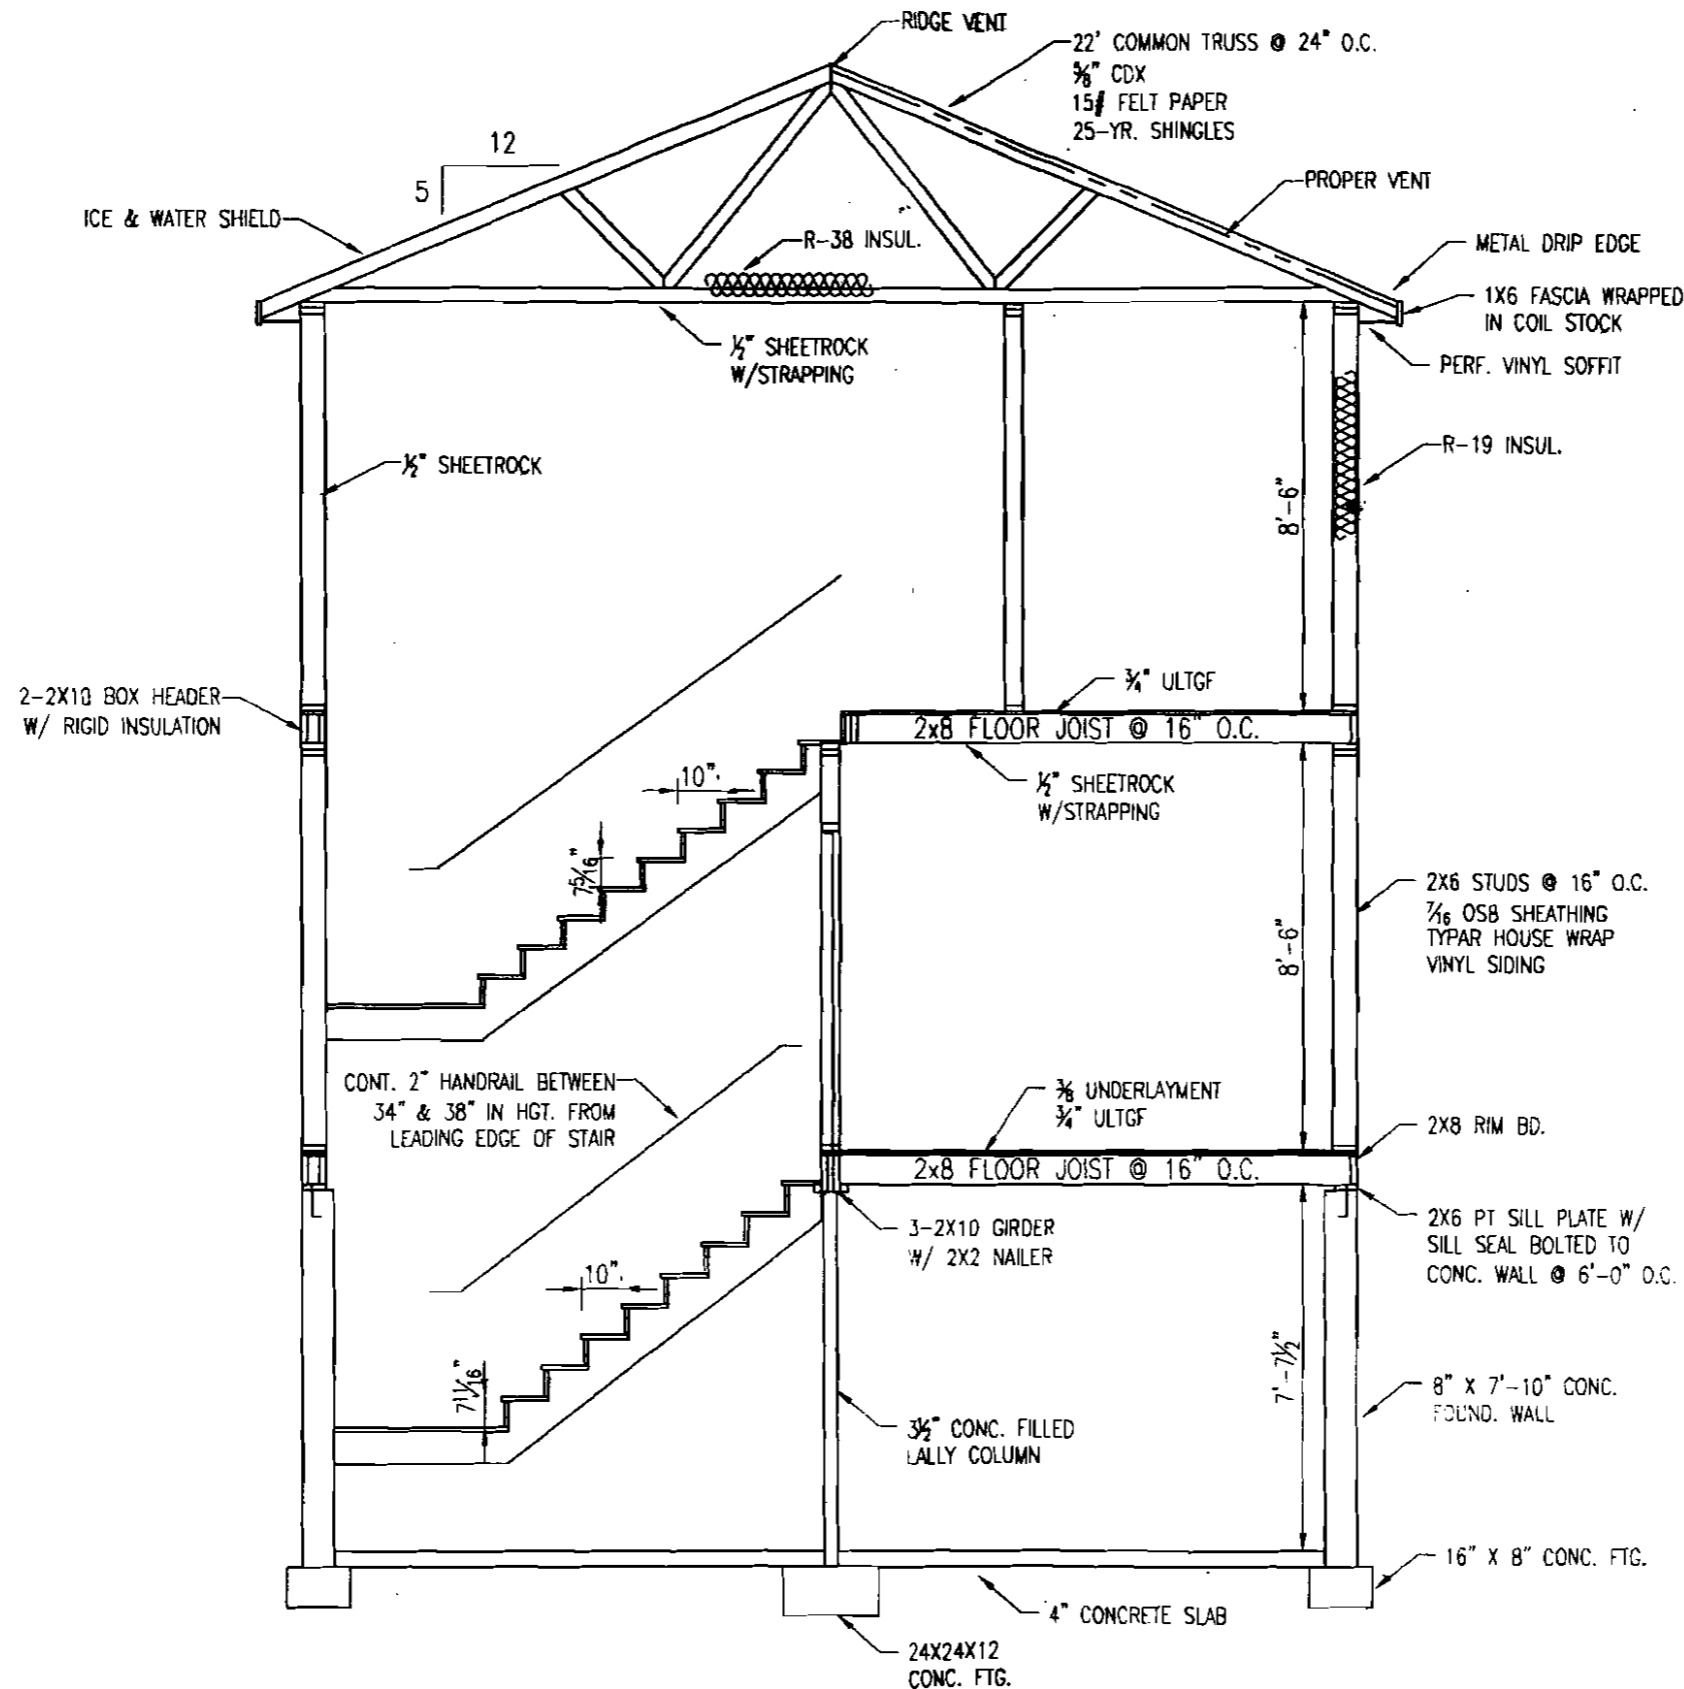 RIDGE VENT
22' COMMON TRUSS @ 24" O.C.
5/8" CDX
15# FELT PAPER
25-YR. SHINGLES
12
5
PROPER VENT
ICE & WATER SHIELD
R-38 INSUL.
METAL DRIP EDGE
1X6 FASCIA WRAPPED
IN COIL STOCK
1/2" SHEETROCK
W/STRAPPING
PERF. VINYL SOFFIT
R-19 INSUL.
1/2" SHEETROCK
8'-6"
2-2X10 BOX HEADER
W/ RIGID INSULATION
3/4" ULTGF
2x8 FLOOR JOIST @ 16" O.C.
10"
1/2" SHEETROCK
W/STRAPPING
7 5/16"
2X6 STUDS @ 16" O.C.
7/16 OSB SHEATHING
TYPAR HOUSE WRAP
VINYL SIDING
8'-6"
CONT. 2" HANDRAIL BETWEEN
34" & 38" IN HGT. FROM
LEADING EDGE OF STAIR
3/8 UNDERLAYMENT
3/4" ULTGF
2X8 RIM BD.
2x8 FLOOR JOIST @ 16" O.C.
3-2X10 GIRDER
W/ 2X2 NAILER
2X6 PT SILL PLATE W/
SILL SEAL BOLTED TO
CONC. WALL @ 6'-0" O.C.
10"
7 11/16"
7'-7 1/2"
8" X 7'-10" CONC.
FOUND. WALL
3 1/2" CONC. FILLED
LALLY COLUMN
16" X 8" CONC. FTG.
4" CONCRETE SLAB
24X24X12
CONC. FTG.